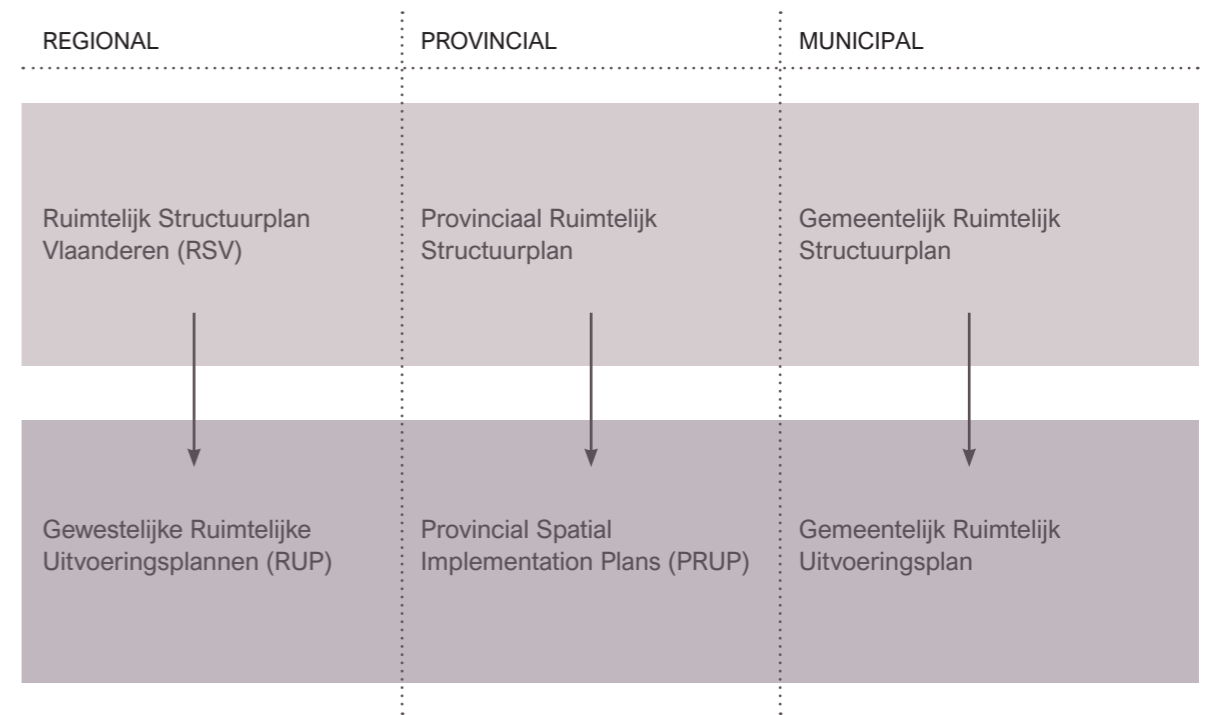 REGIONAL
PROVINCIAL
MUNICIPAL
Ruimtelijk Structuurplan
Vlaanderen (RSV)
Provinciaal Ruimtelijk
Structuurplan
Gemeentelijk Ruimtelijk
Structuurplan
Gewestelijke Ruimtelijke
Uitvoeringsplannen (RUP)
Provincial Spatial
Implementation Plans (PRUP)
Gemeentelijk Ruimtelijk
Uitvoeringsplan